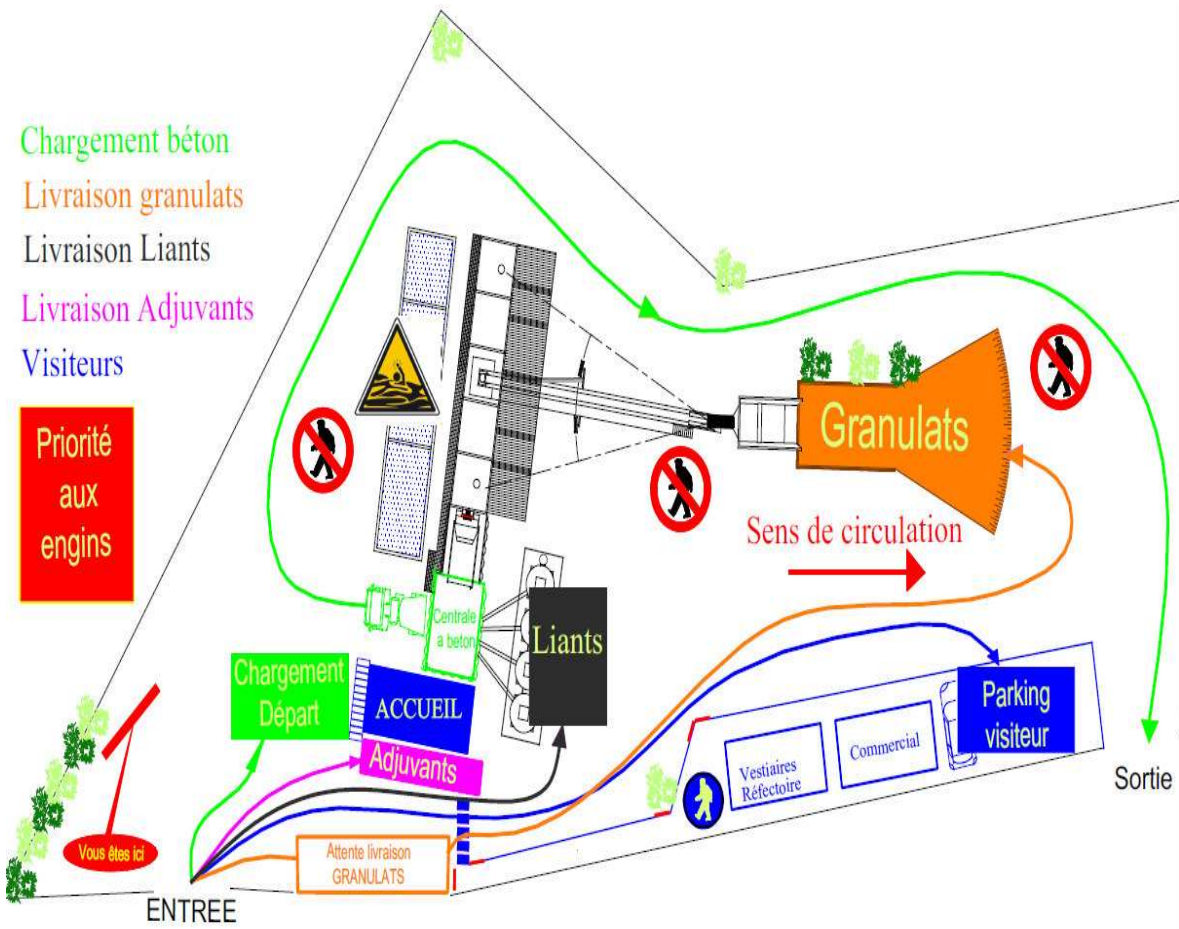 Chargement béton
Livraison granulats
Livraison Liants
Livraison Adjuvants
Visiteurs
Priorité
aux
engins
Granulats
Sens de circulation
Centrale
a beton
Liants
Chargement
Départ
ACCUEIL
Adjuvants
Parking
visiteur
Commercial
Vestiaires
Réfectoire
Sortie
Vous êtes ici
Attente livraison
GRANULATS
ENTREE